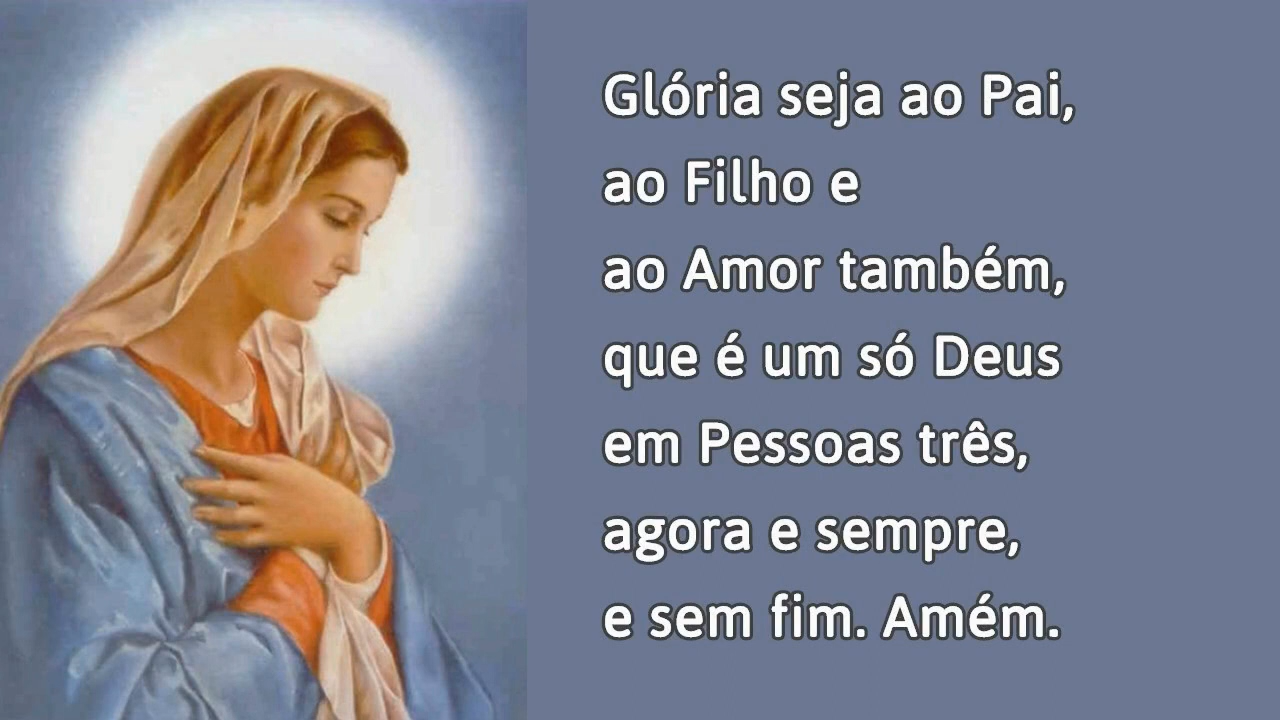 Glória seja ao Pai,
ao Filho e
ao Amor também,
que é um só Deus
em Pessoas três,
agora e sempre,
e sem fim. Amém.